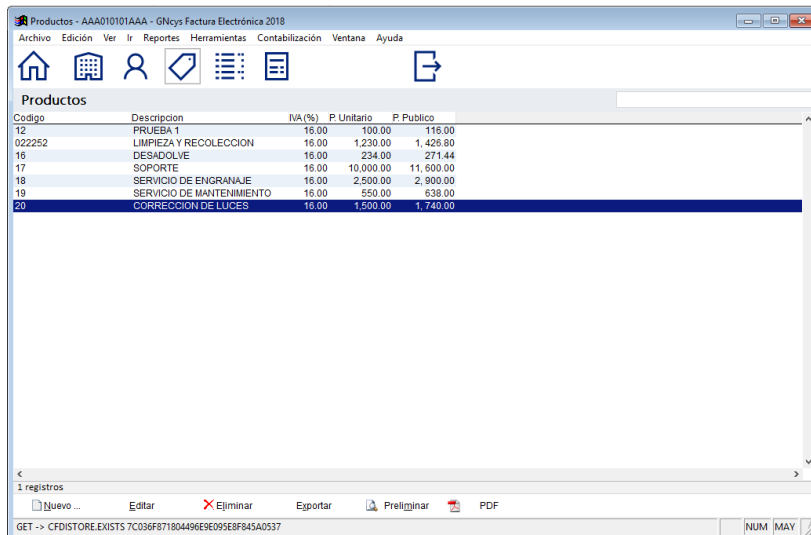 Productos - AAA010101AAA - GNcys Factura Electrónica 2018
Archivo Edición Ver Ir Reportes Herramientas Contabilización Ventana Ayuda
Productos
Codigo Descripcion IVA(%) P. Unitario P. Publico
12 PRUEBA 1 16.00 100.00 116.00
022252 LIMPIEZA Y RECOLECCION 16.00 1,230.00 1, 426.80
16 DESADOLVE 16.00 234.00 271.44
17 SOPORTE 16.00 10,000.00 11, 600.00
18 SERVICIO DE ENGRANAJE 16.00 2,500.00 2, 900.00
19 SERVICIO DE MANTENIMIENTO 16.00 550.00 638.00
20 CORRECCION DE LUCES 16.00 1,500.00 1, 740.00
1 registros
Nuevo ... Editar Eliminar Exportar Preliminar PDF
GET -> CFDISTORE.EXISTS 7C036F871804496E9E095E8F845A0537 NUM MAY